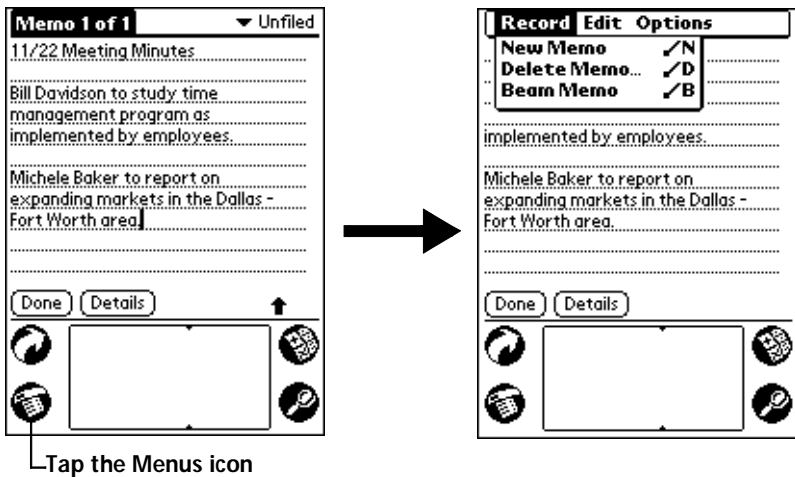 Memo 1 of 1
Unfiled
11/22 Meeting Minutes
Bill Davidson to study time
management program as
implemented by employees.
Michele Baker to report on
expanding markets in the Dallas -
Fort Worth area.
Done
Details
Tap the Menus icon
Record Edit Options
New Memo /N
Delete Memo... /D
Beam Memo /B
implemented by employees.
Michele Baker to report on
expanding markets in the Dallas -
Fort Worth area.
Done
Details